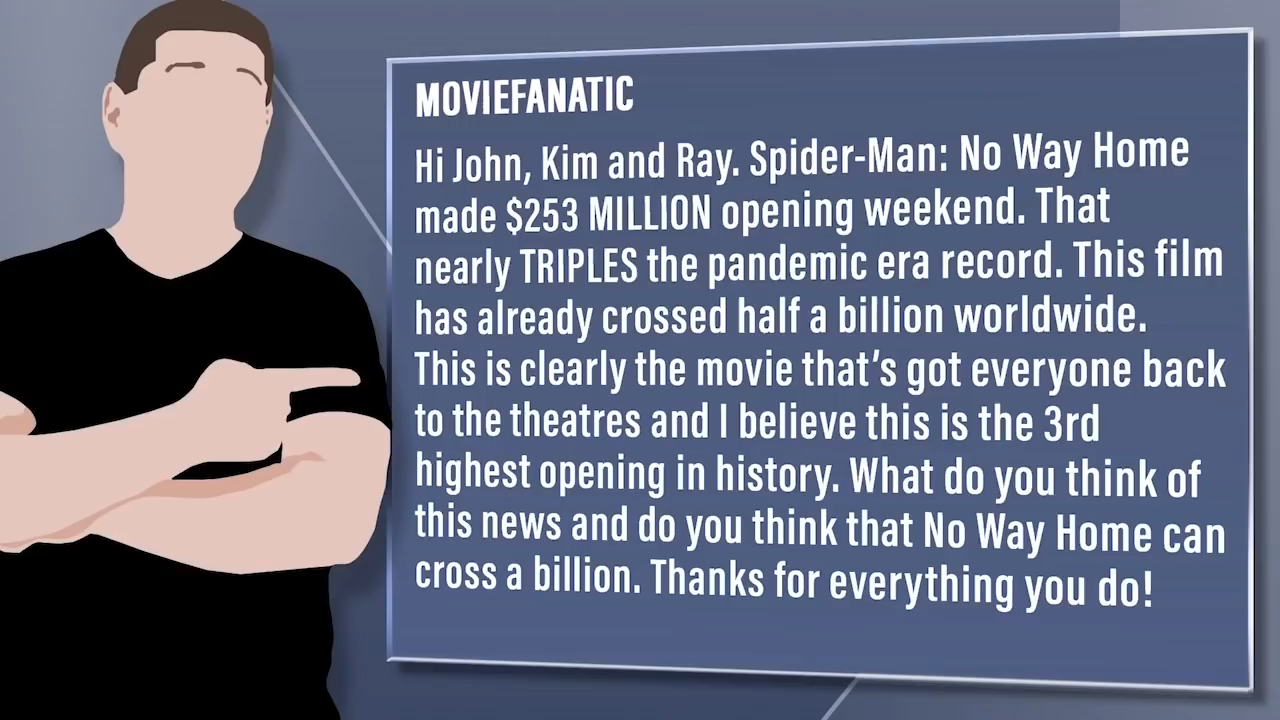 MOVIEFANATIC
Hi John, Kim and Ray. Spider-Man: No Way Home
made $253 MILLION opening weekend. That
nearly TRIPLES the pandemic era record. This film
has already crossed half a billion worldwide.
This is clearly the movie that's got everyone back
to the theatres and I believe this is the 3rd
highest opening in history. What do you think of
this news and do you think that No Way Home can
cross a billion. Thanks for everything you do!